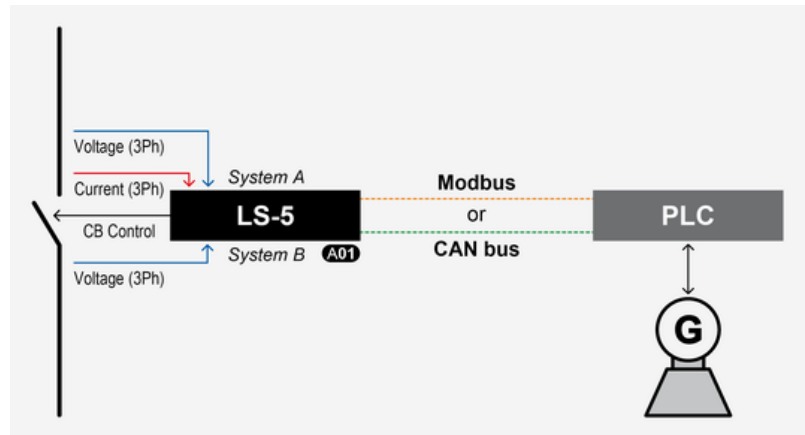 Voltage (3Ph)
System A
Current (3Ph)
Modbus
LS-5
or
PLC
CB Control
System B A01
CAN bus
Voltage (3Ph)
G